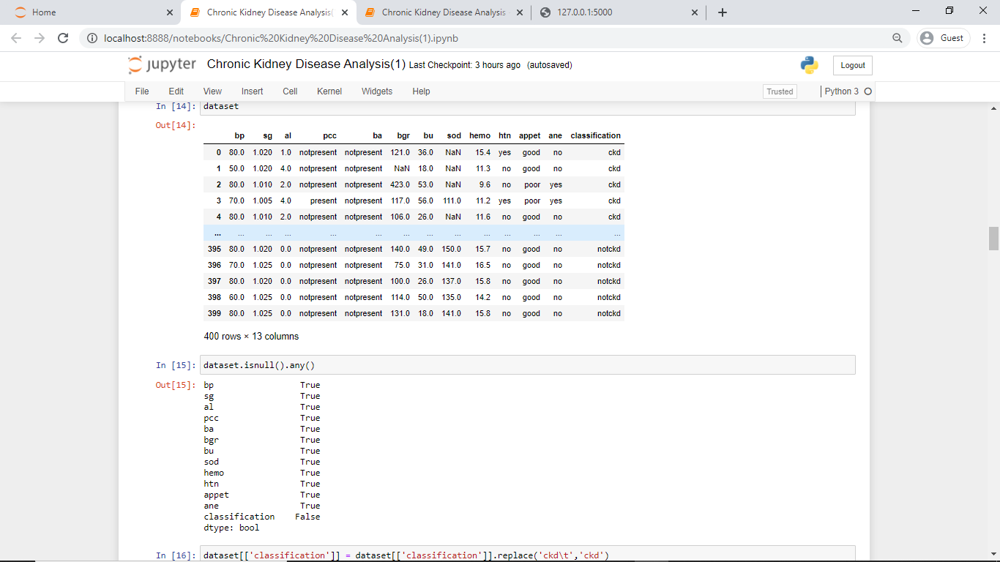 Home
Chronic Kidney Disease Analysis(
Chronic Kidney Disease Analysis
127.0.0.1:5000
localhost:8888/notebooks/Chronic%20Kidney%20Disease%20Analysis(1).ipynb
Guest
jupyter Chronic Kidney Disease Analysis(1) Last Checkpoint: 3 hours ago (autosaved)
Logout
File Edit View Insert Cell Kernel Widgets Help
Trusted
Python 3
In [14]: dataset
Out[14]:
bp sg al pcc ba bgr bu sod hemo htn appet ane classification
0 80.0 1.020 1.0 notpresent notpresent 121.0 36.0 NaN 15.4 yes good no ckd
1 50.0 1.020 4.0 notpresent notpresent NaN 18.0 NaN 11.3 no good no ckd
2 80.0 1.010 2.0 notpresent notpresent 423.0 53.0 NaN 9.6 no poor yes ckd
3 70.0 1.005 4.0 present notpresent 117.0 56.0 111.0 11.2 yes poor yes ckd
4 80.0 1.010 2.0 notpresent notpresent 106.0 26.0 NaN 11.6 no good no ckd
... ... ... ... ... ... ... ... ... ... ... ... ... ...
395 80.0 1.020 0.0 notpresent notpresent 140.0 49.0 150.0 15.7 no good no notckd
396 70.0 1.025 0.0 notpresent notpresent 75.0 31.0 141.0 16.5 no good no notckd
397 80.0 1.020 0.0 notpresent notpresent 100.0 26.0 137.0 15.8 no good no notckd
398 60.0 1.025 0.0 notpresent notpresent 114.0 50.0 135.0 14.2 no good no notckd
399 80.0 1.025 0.0 notpresent notpresent 131.0 18.0 141.0 15.8 no good no notckd
400 rows × 13 columns
In [15]: dataset.isnull().any()
Out[15]: bp True
sg True
al True
pcc True
ba True
bgr True
bu True
sod True
hemo True
htn True
appet True
ane True
classification False
dtype: bool
In [16]: dataset[['classification']] = dataset[['classification']].replace('ckd\t','ckd')